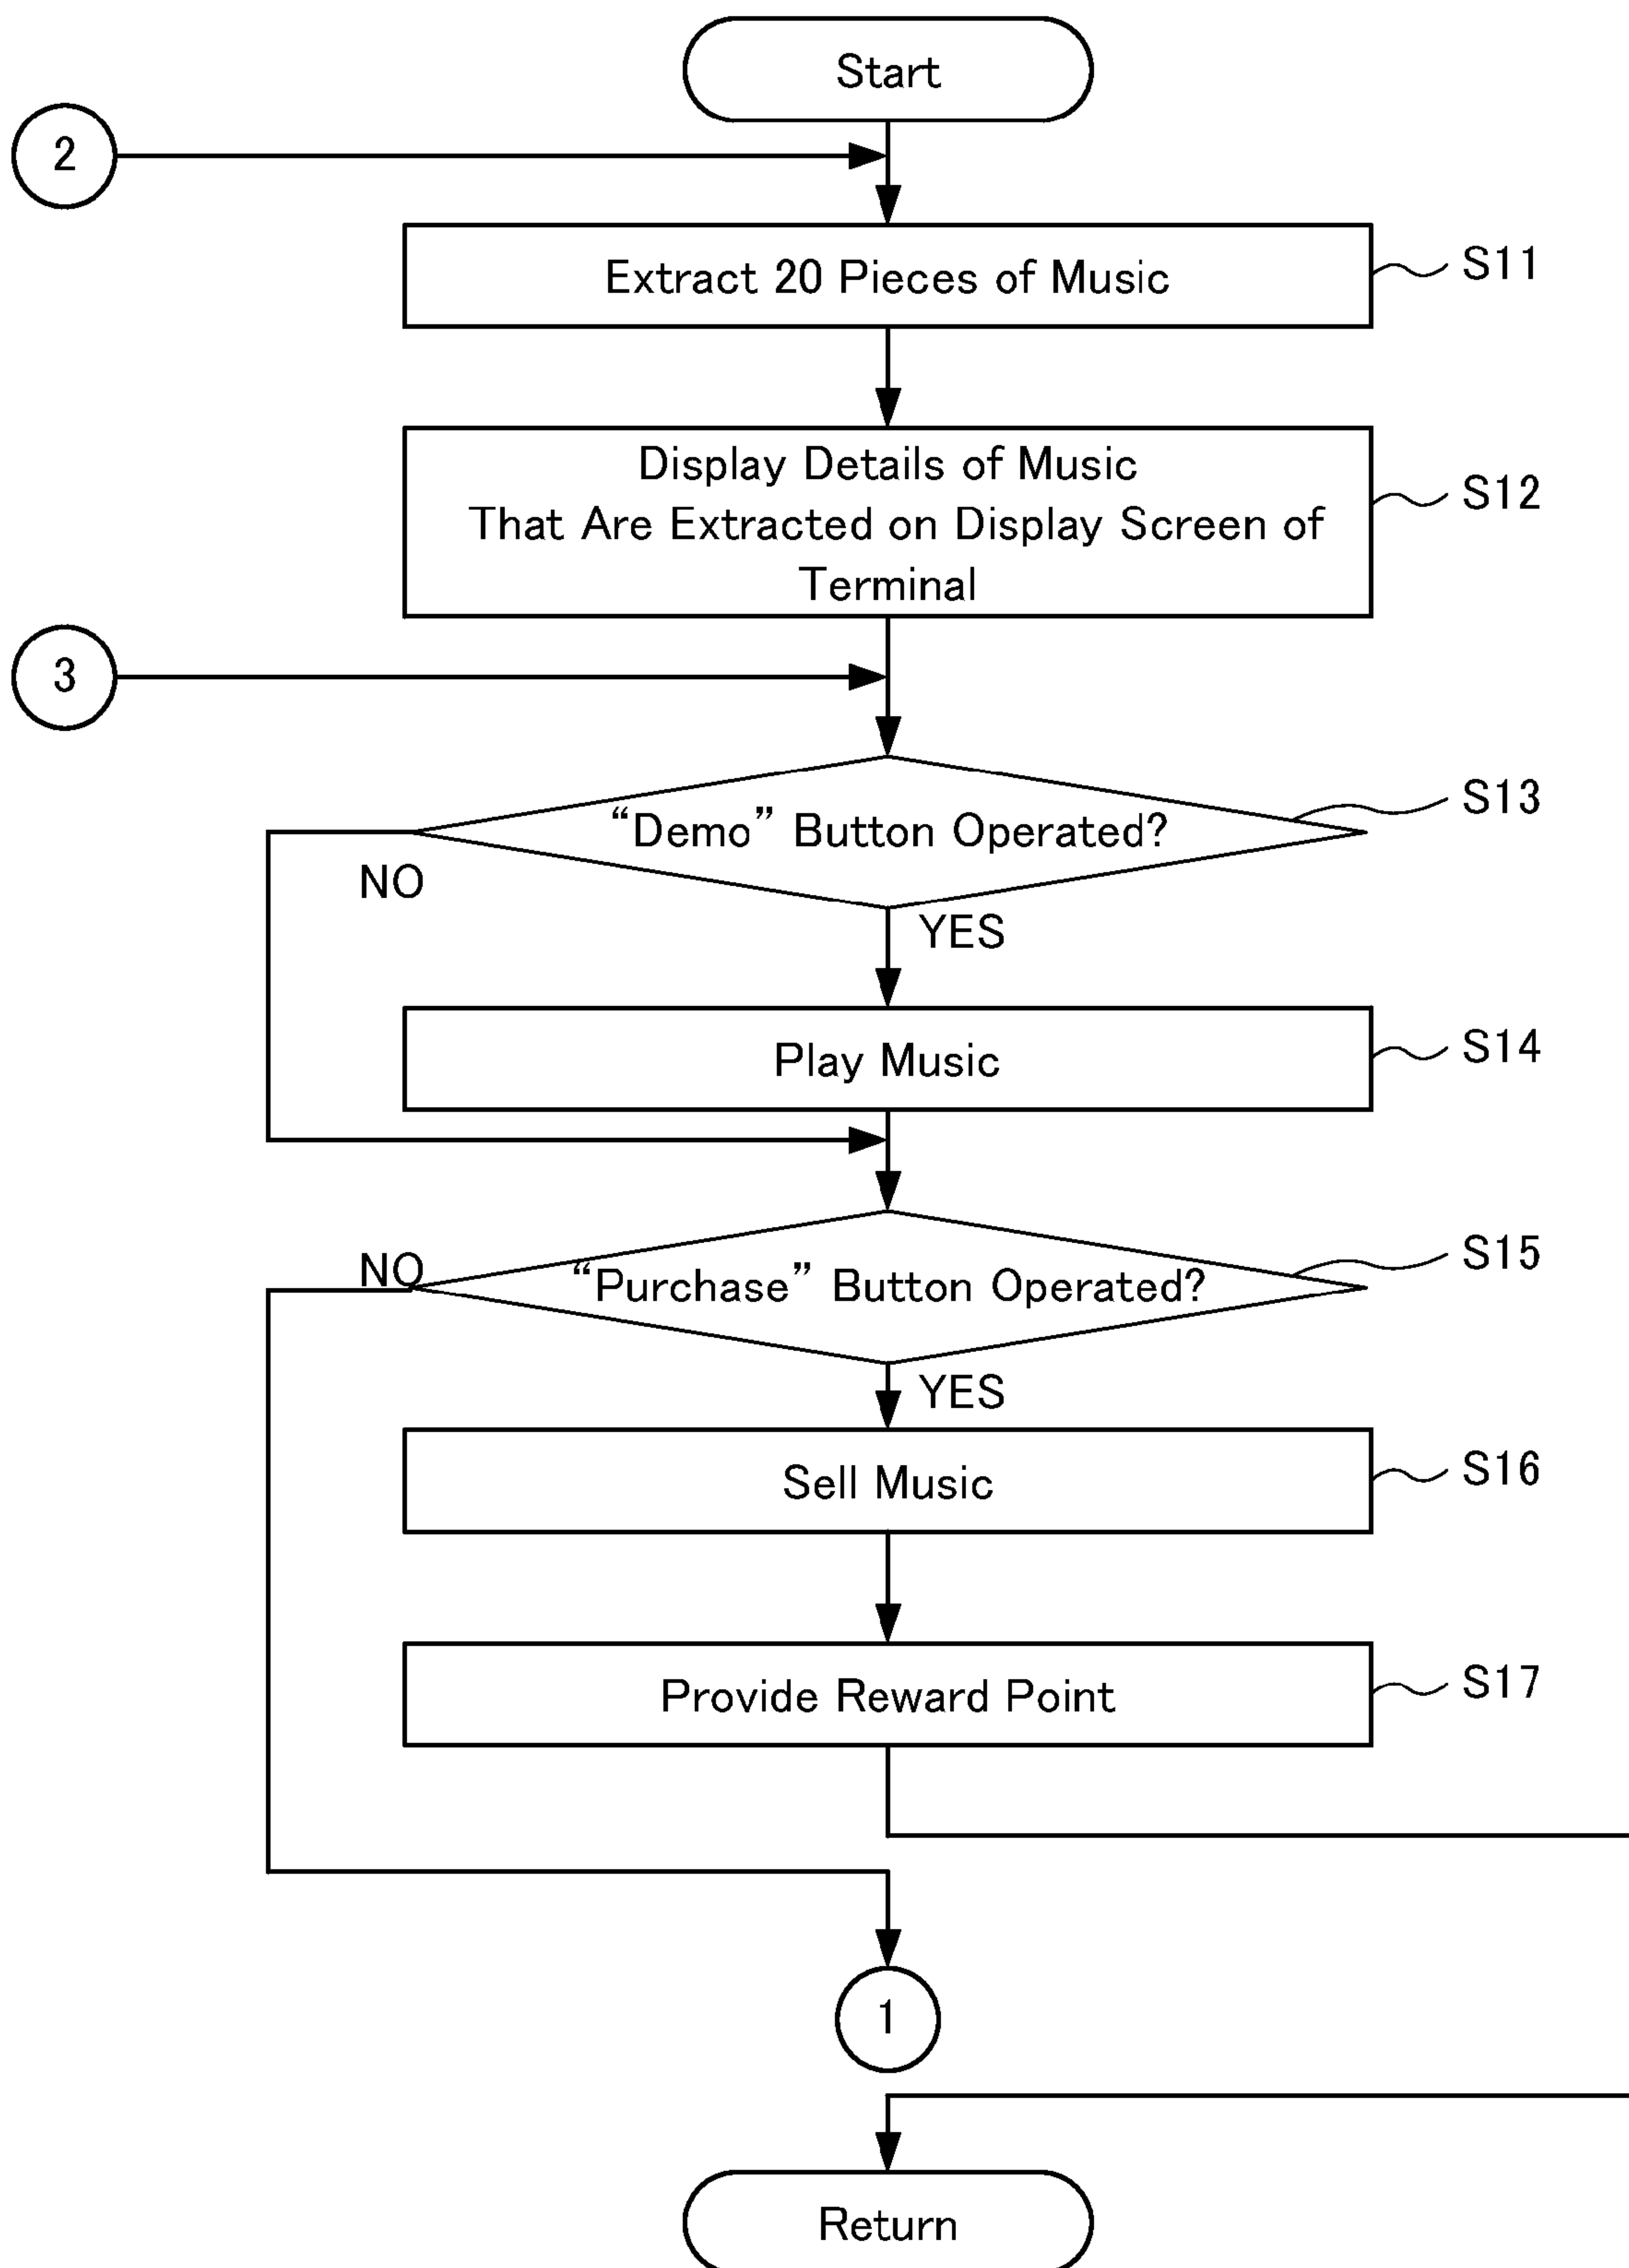 Start
2
Extract 20 Pieces of Music
S11
Display Details of Music
That Are Extracted on Display Screen of
Terminal
S12
3
“Demo” Button Operated?
S13
NO
YES
Play Music
S14
“Purchase” Button Operated?
S15
NO
YES
Sell Music
S16
Provide Reward Point
S17
1
Return